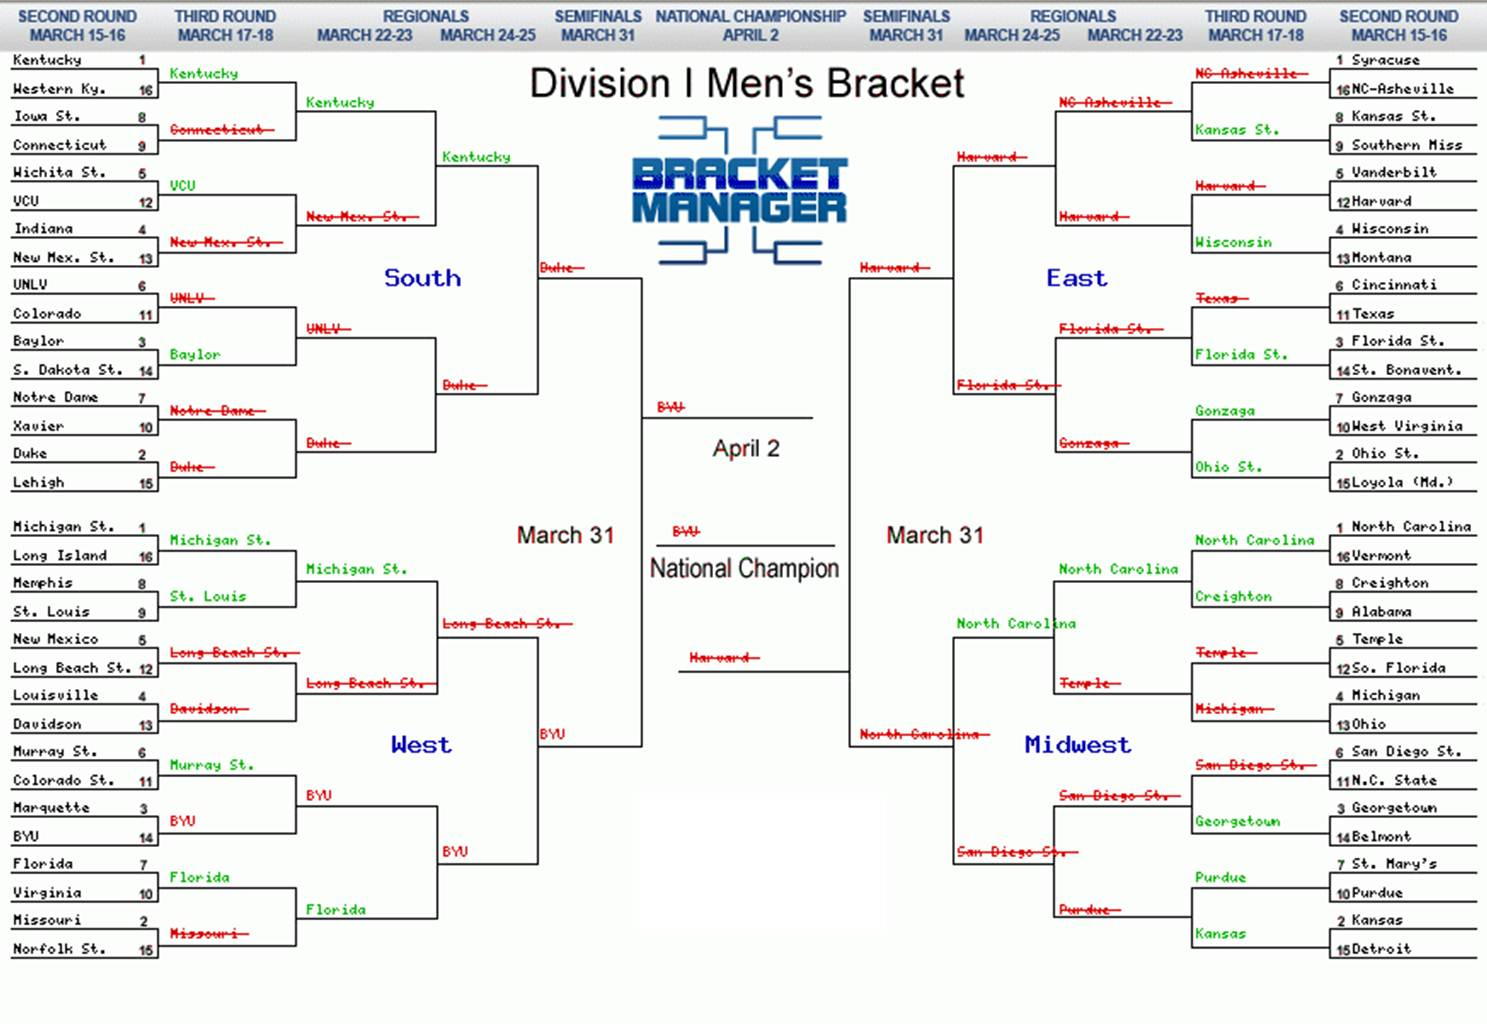 SECOND ROUND THIRD ROUND REGIONALS SEMIFINALS NATIONAL CHAMPIONSHIP SEMIFINALS REGIONALS THIRD ROUND SECOND ROUND
MARCH 15-16 MARCH 17-18 MARCH 22-23 MARCH 24-25 MARCH 31 APRIL 2 MARCH 31 MARCH 24-25 MARCH 22-23 MARCH 17-18 MARCH 15-16
Division I Men's Bracket
BRACKET
MANAGER
Kentucky 1
Western Ky. 16
Iowa St. 8
Connecticut 9
Wichita St. 5
VCU 12
Indiana 4
New Mex. St. 13
UNLV 6
Colorado 11
Baylor 3
S. Dakota St. 14
Notre Dame 7
Xavier 10
Duke 2
Lehigh 15
Kentucky
Connecticut
VCU
New Mex. St.
UNLV
Baylor
Notre Dame
Duke
Kentucky
New Mex. St.
UNLV
Duke
Kentucky
Duke
Duke
South
Michigan St. 1
Long Island 16
Memphis 8
St. Louis 9
New Mexico 5
Long Beach St. 12
Louisville 4
Davidson 13
Murray St. 6
Colorado St. 11
Marquette 3
BYU 14
Florida 7
Virginia 10
Missouri 2
Norfolk St. 15
Michigan St.
St. Louis
Long Beach St.
Davidson
Murray St.
BYU
Florida
Missouri
Michigan St.
Long Beach St.
BYU
Florida
Long Beach St.
BYU
BYU
West
BYU
April 2
March 31
BYU
National Champion
March 31
Harvard
1 Syracuse
16 NC-Asheville
8 Kansas St.
9 Southern Miss
5 Vanderbilt
12 Harvard
4 Wisconsin
13 Montana
6 Cincinnati
11 Texas
3 Florida St.
14 St. Bonavent.
7 Gonzaga
10 West Virginia
2 Ohio St.
15 Loyola (Md.)
NC-Asheville
Kansas St.
Harvard
Wisconsin
Texas
Florida St.
Gonzaga
Ohio St.
NC-Asheville
Harvard
Florida St.
Gonzaga
Harvard
Florida St.
Harvard
East
1 North Carolina
16 Vermont
8 Creighton
9 Alabama
5 Temple
12 So. Florida
4 Michigan
13 Ohio
6 San Diego St.
11 N.C. State
3 Georgetown
14 Belmont
7 St. Mary's
10 Purdue
2 Kansas
15 Detroit
North Carolina
Creighton
Temple
Michigan
San Diego St.
Georgetown
Purdue
Kansas
North Carolina
Temple
San Diego St.
Purdue
North Carolina
San Diego St.
North Carolina
Midwest